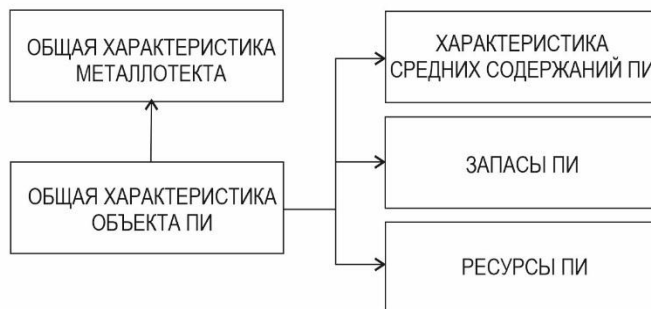 ОБЩАЯ ХАРАКТЕРИСТИКА
МЕТАЛЛОТЕКТА
ОБЩАЯ ХАРАКТЕРИСТИКА
ОБЪЕКТА ПИ
ХАРАКТЕРИСТИКА
СРЕДНИХ СОДЕРЖАНИЙ ПИ
ЗАПАСЫ ПИ
РЕСУРСЫ ПИ